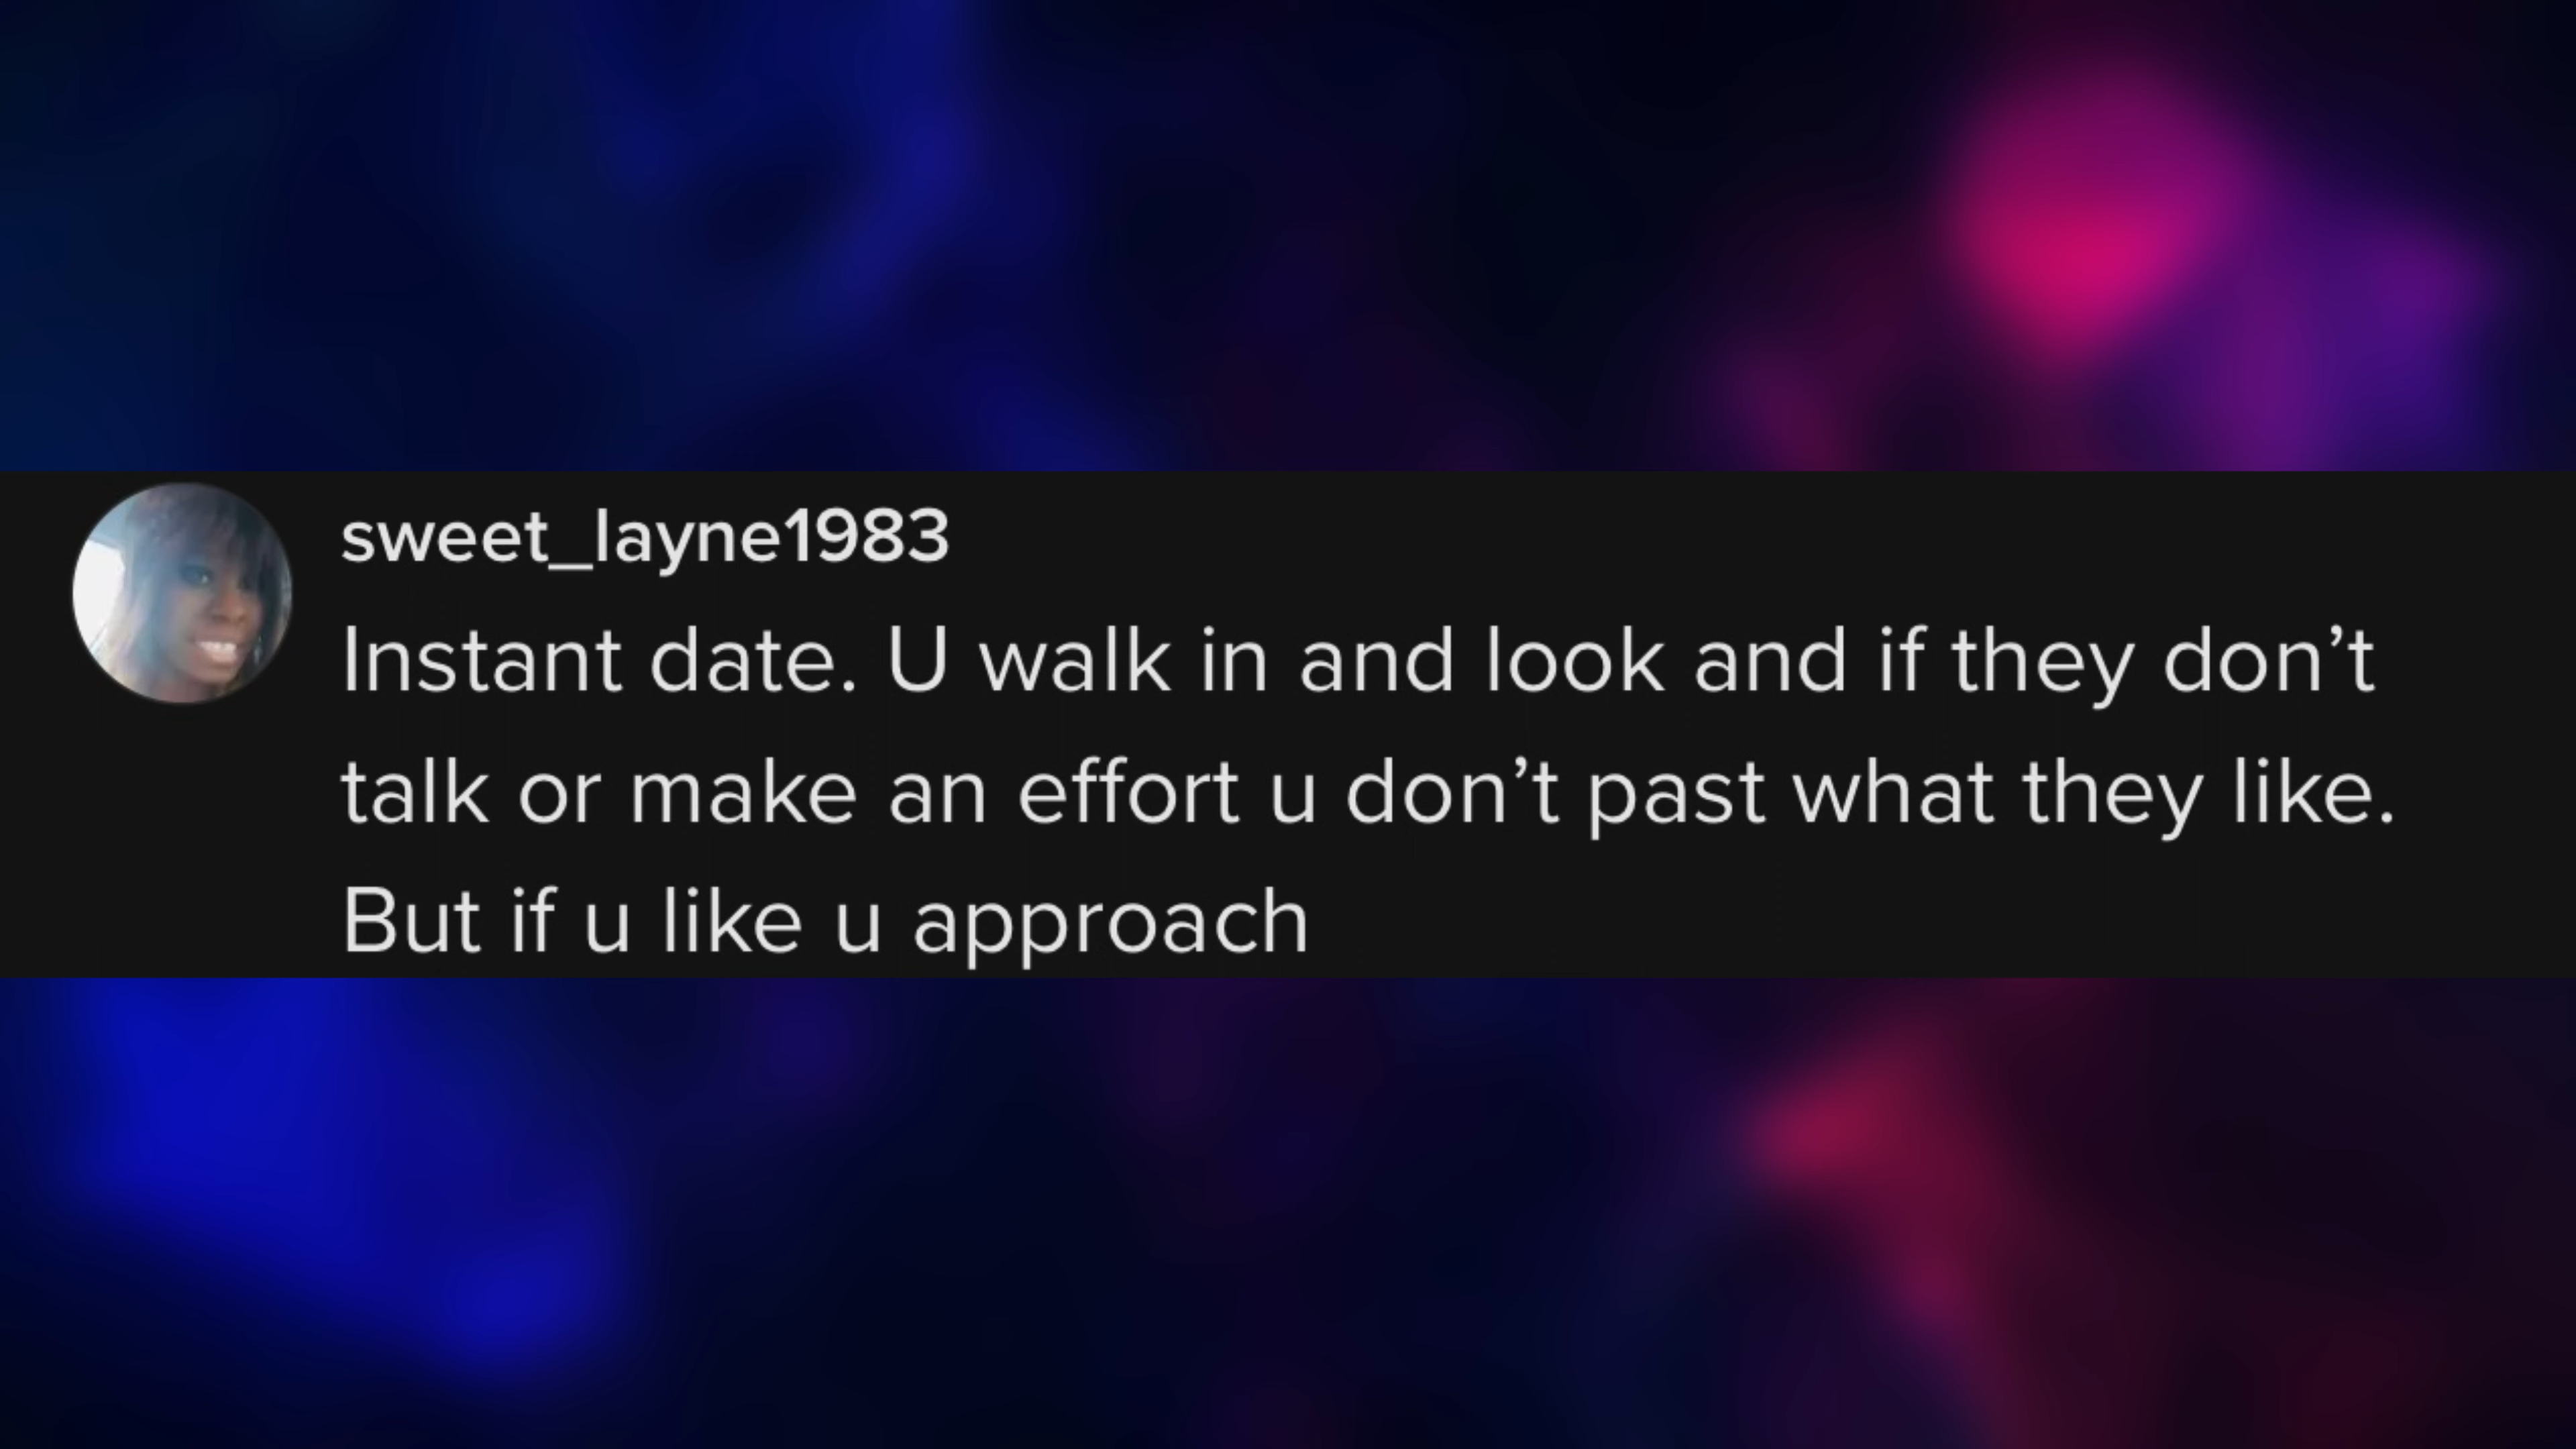 sweet_layne1983
Instant date. U walk in and look and if they don’t
talk or make an effort u don’t past what they like.
But if u like u approach